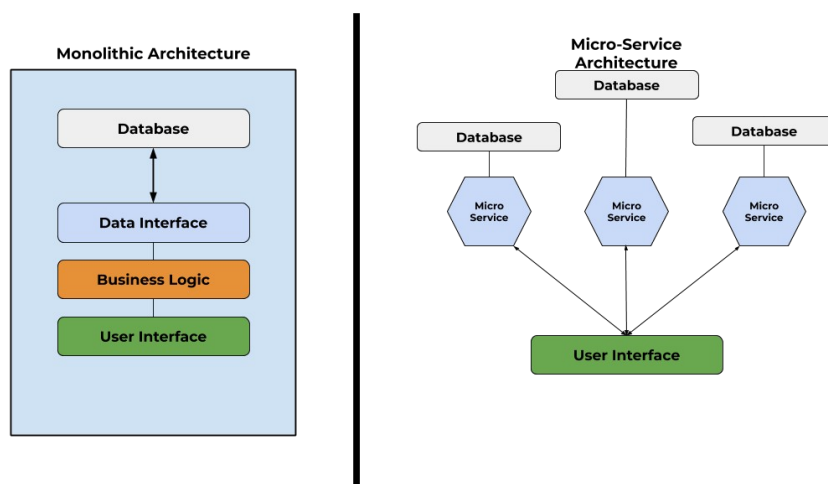 Monolithic Architecture
Database
Data Interface
Business Logic
User Interface
Micro-Service
Architecture
Database
Database
Database
Micro
Service
Micro
Service
Micro
Service
User Interface